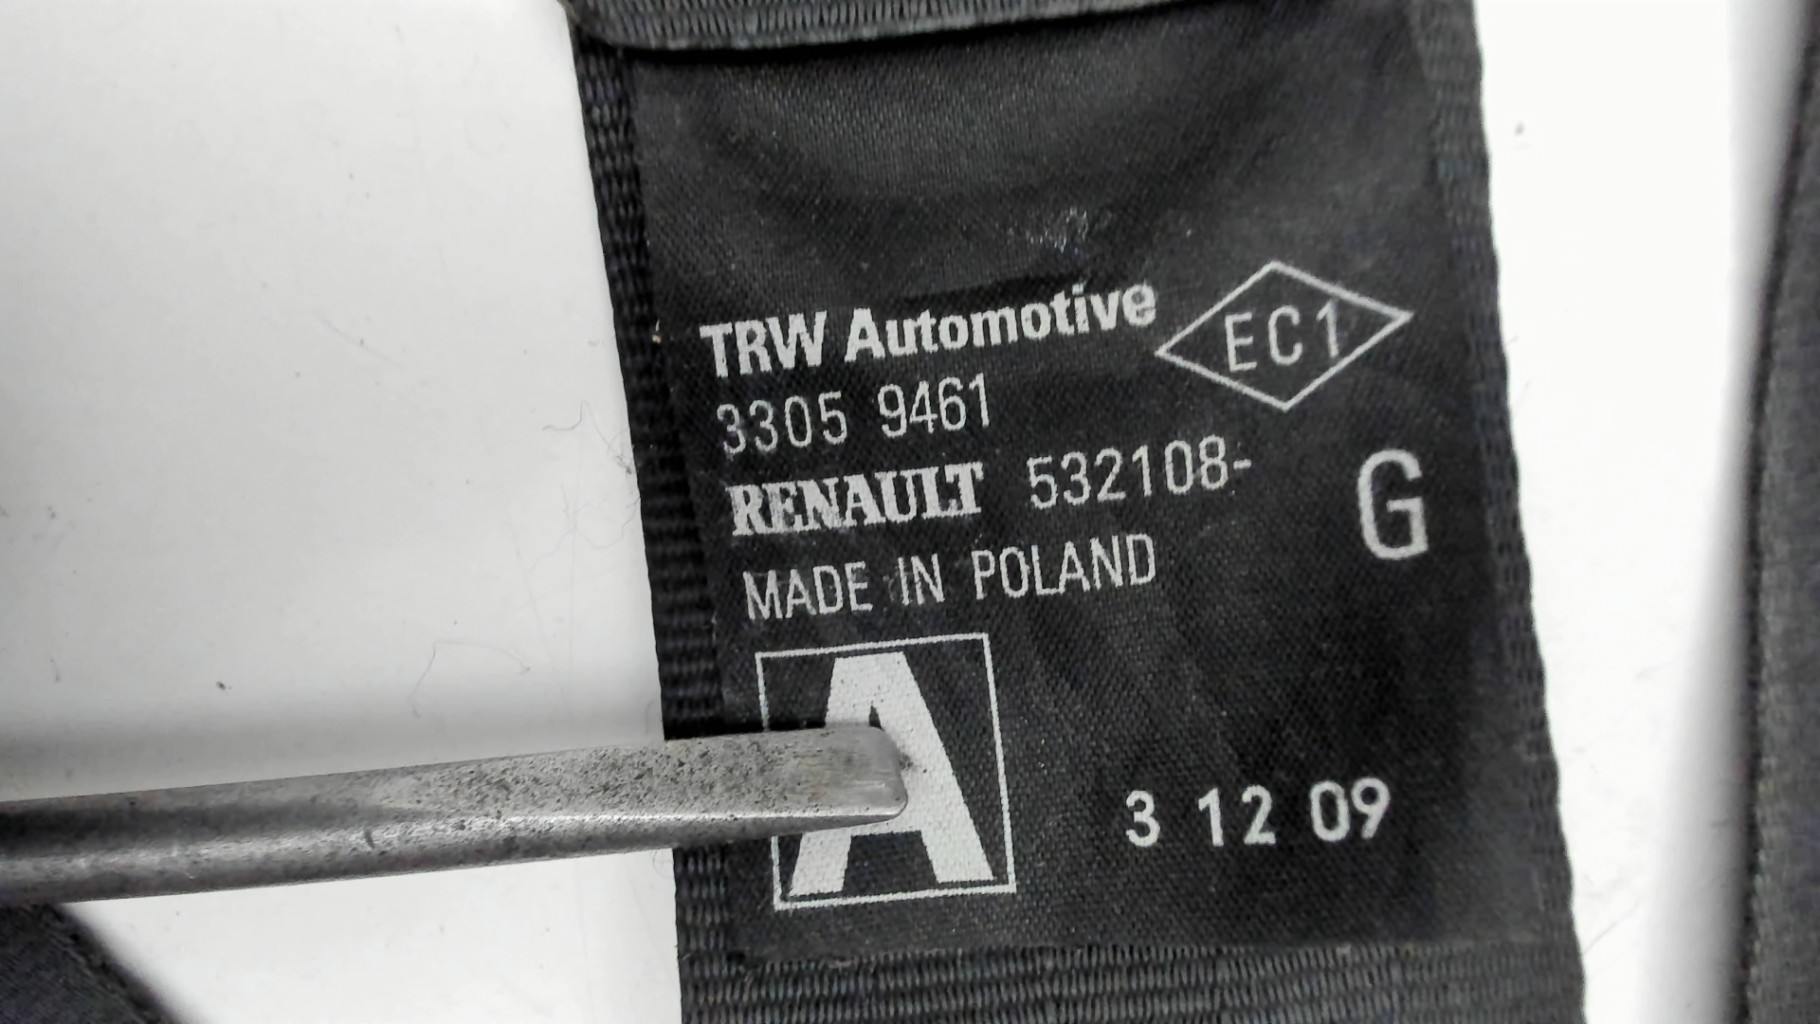 TRW Automotive
EC1
3305 9461
RENAULT 532108-
G
MADE IN POLAND
A
3 12 09